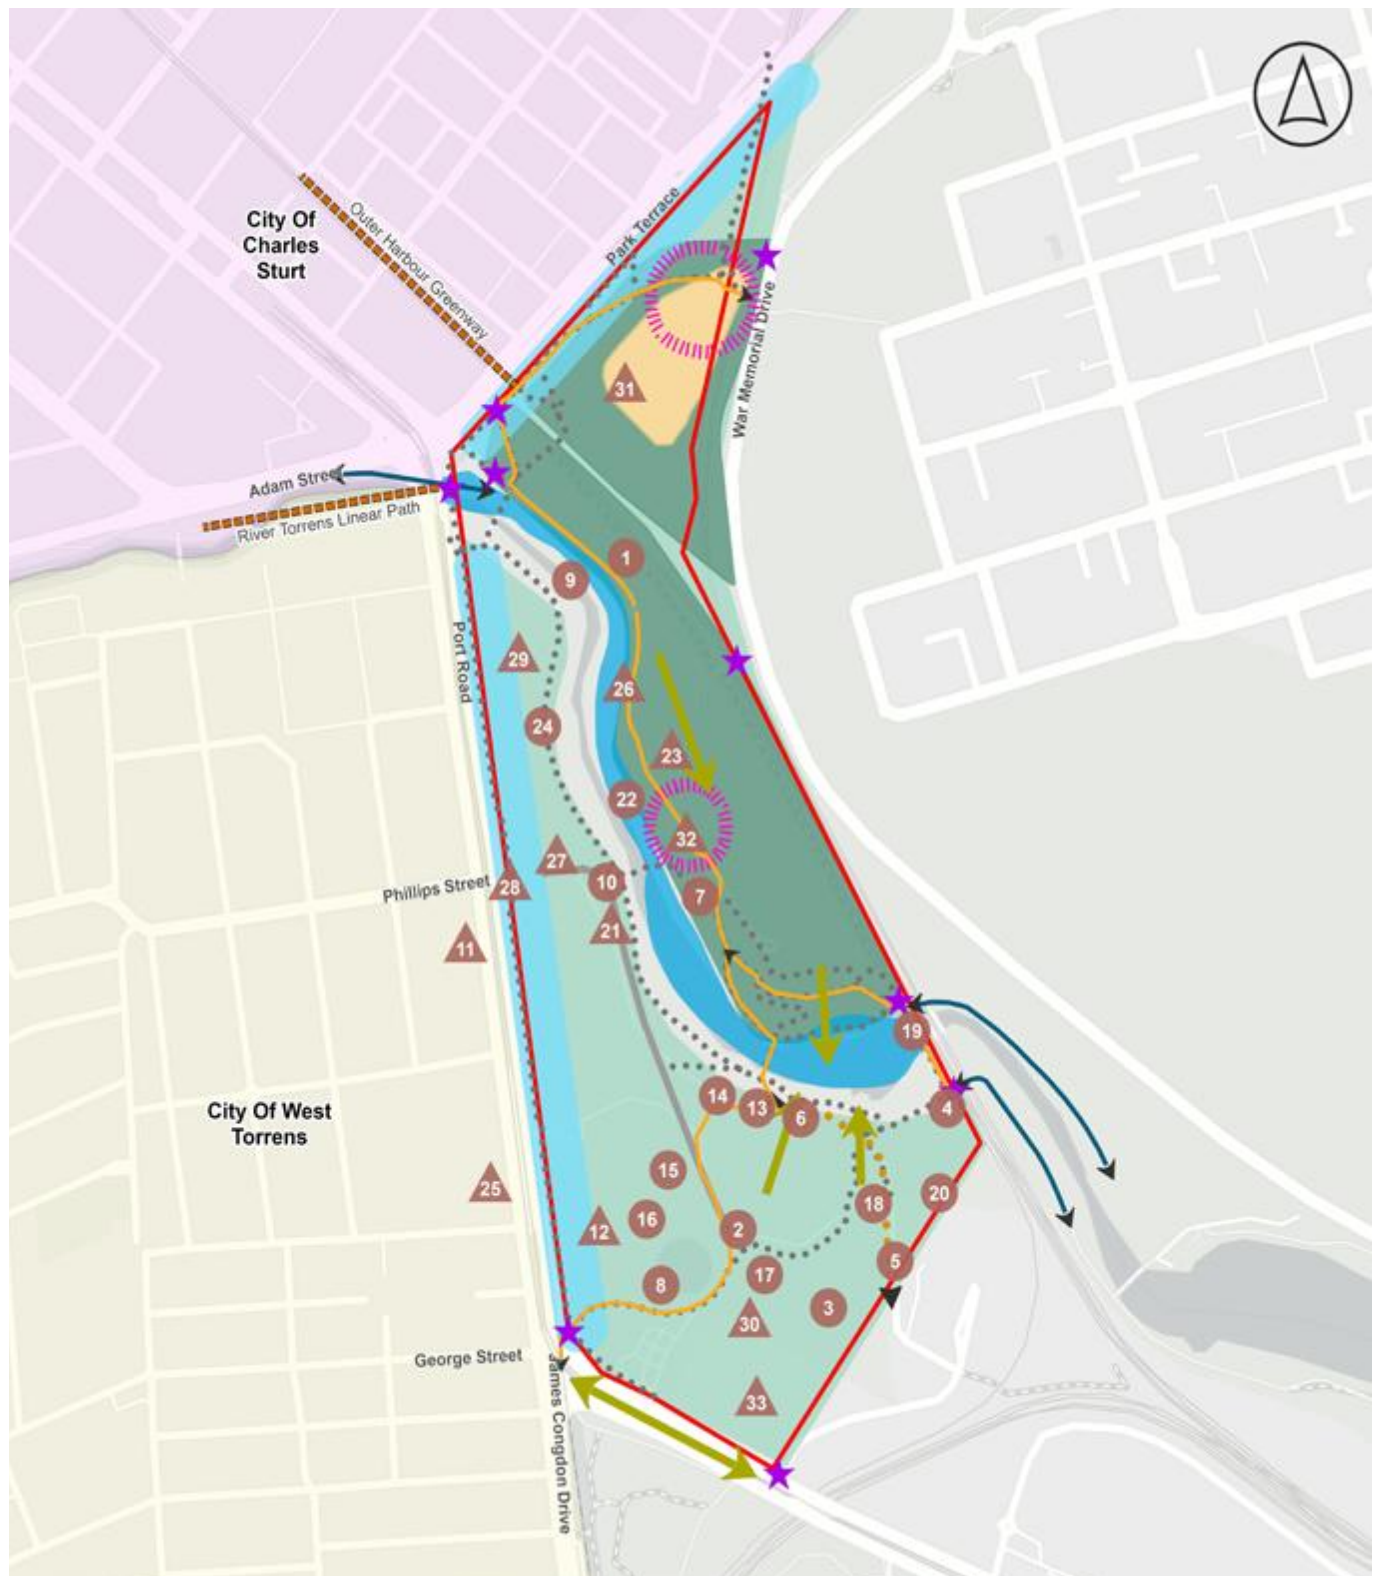 City Of
Charles
Sturt
Outer Harbour Greenway
Park Terrace
War Memorial Drive
31
Adam Stree
River Torrens Linear Path
1
9
Port Road
29
26
24
23
22
32
27
10
7
Phillips Street
28
21
11
19
14
13
6
4
City Of West
Torrens
15
25
20
18
16
12
2
5
17
8
3
30
George Street
James Congdon Drive
33